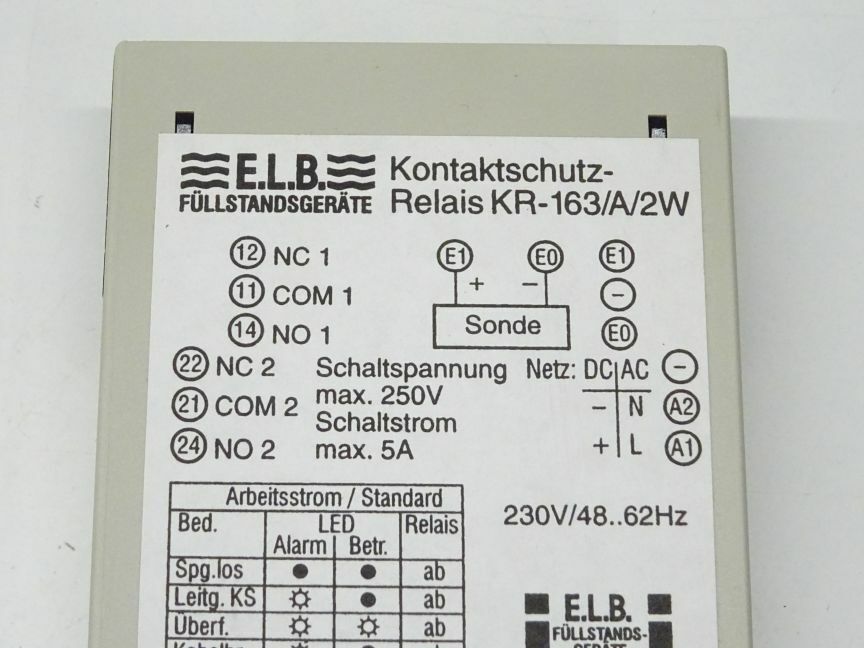 E.L.B. Kontaktschutz-
FÜLLSTANDSGERÄTE Relais KR-163/A/2W
12 NC 1 E1 E0 E1
11 COM 1 + − −
14 NO 1 Sonde E0
22 NC 2 Schaltspannung Netz: DC AC −
21 COM 2 max. 250V − N A2
Schaltstrom
24 NO 2 max. 5A + L A1
Arbeitsstrom / Standard
Bed. LED Relais 230V/48..62Hz
Alarm Betr.
Spg.los ab
Leitg. KS ab E.L.B.
Überf. ab FÜLLSTANDS-